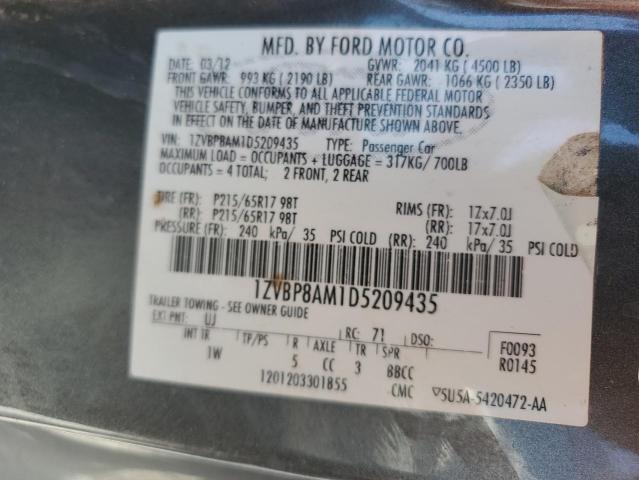 MFD. BY FORD MOTOR CO.
DATE: 03/12 GVWR: 2041 KG ( 4500 LB)
FRONT GAWR: 993 KG ( 2190 LB) REAR GAWR: 1066 KG ( 2350 LB)
THIS VEHICLE CONFORMS TO ALL APPLICABLE FEDERAL MOTOR
VEHICLE SAFETY, BUMPER, AND THEFT PREVENTION STANDARDS
IN EFFECT ON THE DATE OF MANUFACTURE SHOWN ABOVE.
VIN: 1ZVBP8AM1D5209435 TYPE: Passenger Car
MAXIMUM LOAD = OCCUPANTS + LUGGAGE = 317KG/ 700LB
OCCUPANTS = 4 TOTAL; 2 FRONT, 2 REAR
TIRE (FR): P215/65R17 98T RIMS (FR): 17x7.0J
(RR): P215/65R17 98T (RR): 17x7.0J
PRESSURE (FR): 240 kPa/ 35 PSI COLD (RR): 240 kPa/ 35 PSI COLD
1ZVBP8AM1D5209435
TRAILER TOWING - SEE OWNER GUIDE
EXT PNT: UJ RC: 71 DSO: F0093
INT TR TP/PS R AXLE TR SPR R0145
1W 5 CC 3 BBCC
1201203301855 CMC ▽5U5A-5420472-AA